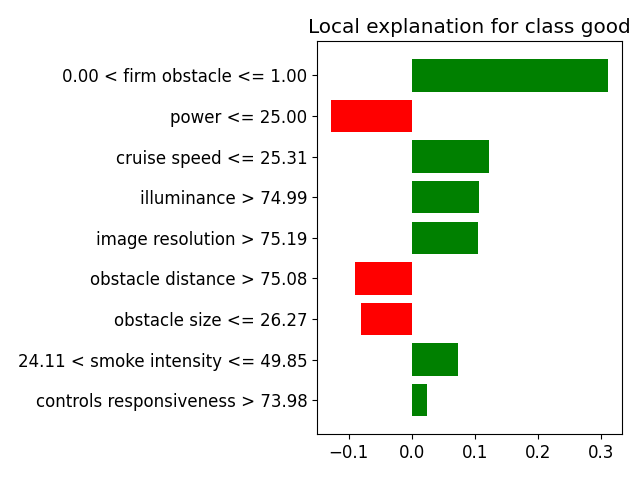 Local explanation for class good
0.00 < firm obstacle <= 1.00
power <= 25.00
cruise speed <= 25.31
illuminance > 74.99
image resolution > 75.19
obstacle distance > 75.08
obstacle size <= 26.27
24.11 < smoke intensity <= 49.85
controls responsiveness > 73.98
−0.1 0.0 0.1 0.2 0.3